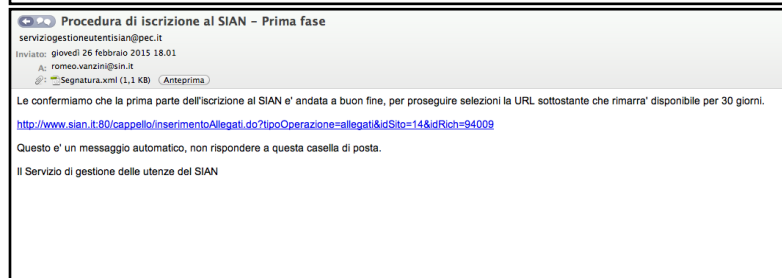 Procedura di iscrizione al SIAN – Prima fase
serviziogestioneutentisian@pec.it
Inviato: giovedì 26 febbraio 2015 18.01
A: romeo.vanzini@sin.it
Segnatura.xml (1,1 KB) Anteprima
Le confermiamo che la prima parte dell'iscrizione al SIAN e' andata a buon fine, per proseguire selezioni la URL sottostante che rimarra' disponibile per 30 giorni.
http://www.sian.it:80/cappello/inserimentoAllegati.do?tipoOperazione=allegati&idSito=14&idRich=94009
Questo e' un messaggio automatico, non rispondere a questa casella di posta.
Il Servizio di gestione delle utenze del SIAN